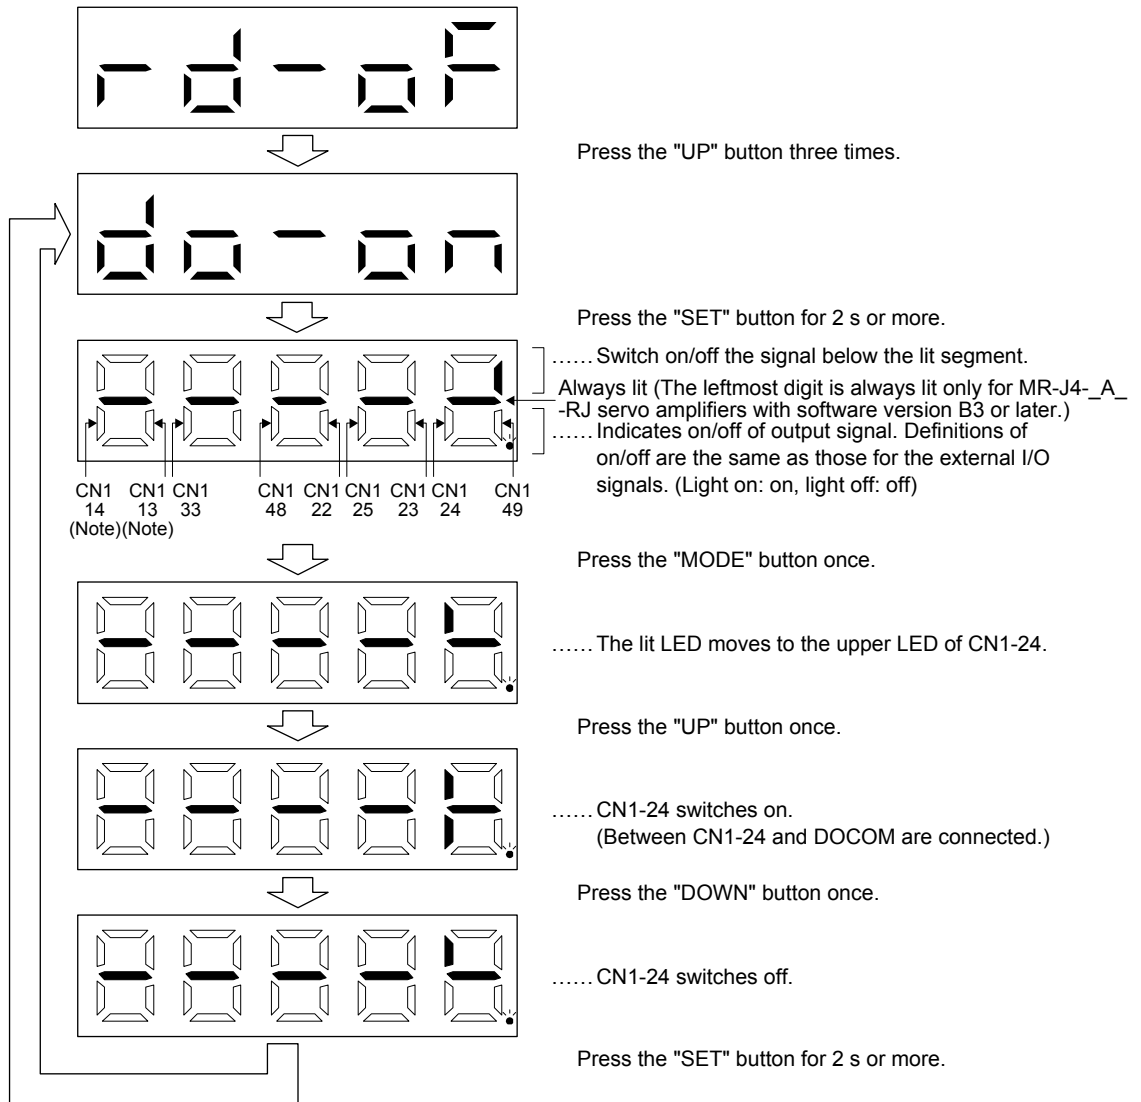 rd-oF
Press the "UP" button three times.
do-on
Press the "SET" button for 2 s or more.
......Switch on/off the signal below the lit segment.
Always lit (The leftmost digit is always lit only for MR-J4-_A_
-RJ servo amplifiers with software version B3 or later.)
......Indicates on/off of output signal. Definitions of
on/off are the same as those for the external I/O
signals. (Light on: on, light off: off)
CN1 CN1 CN1 CN1 CN1 CN1 CN1 CN1 CN1
14 13 33 48 22 25 23 24 49
(Note)(Note)
Press the "MODE" button once.
......The lit LED moves to the upper LED of CN1-24.
Press the "UP" button once.
......CN1-24 switches on.
(Between CN1-24 and DOCOM are connected.)
Press the "DOWN" button once.
......CN1-24 switches off.
Press the "SET" button for 2 s or more.